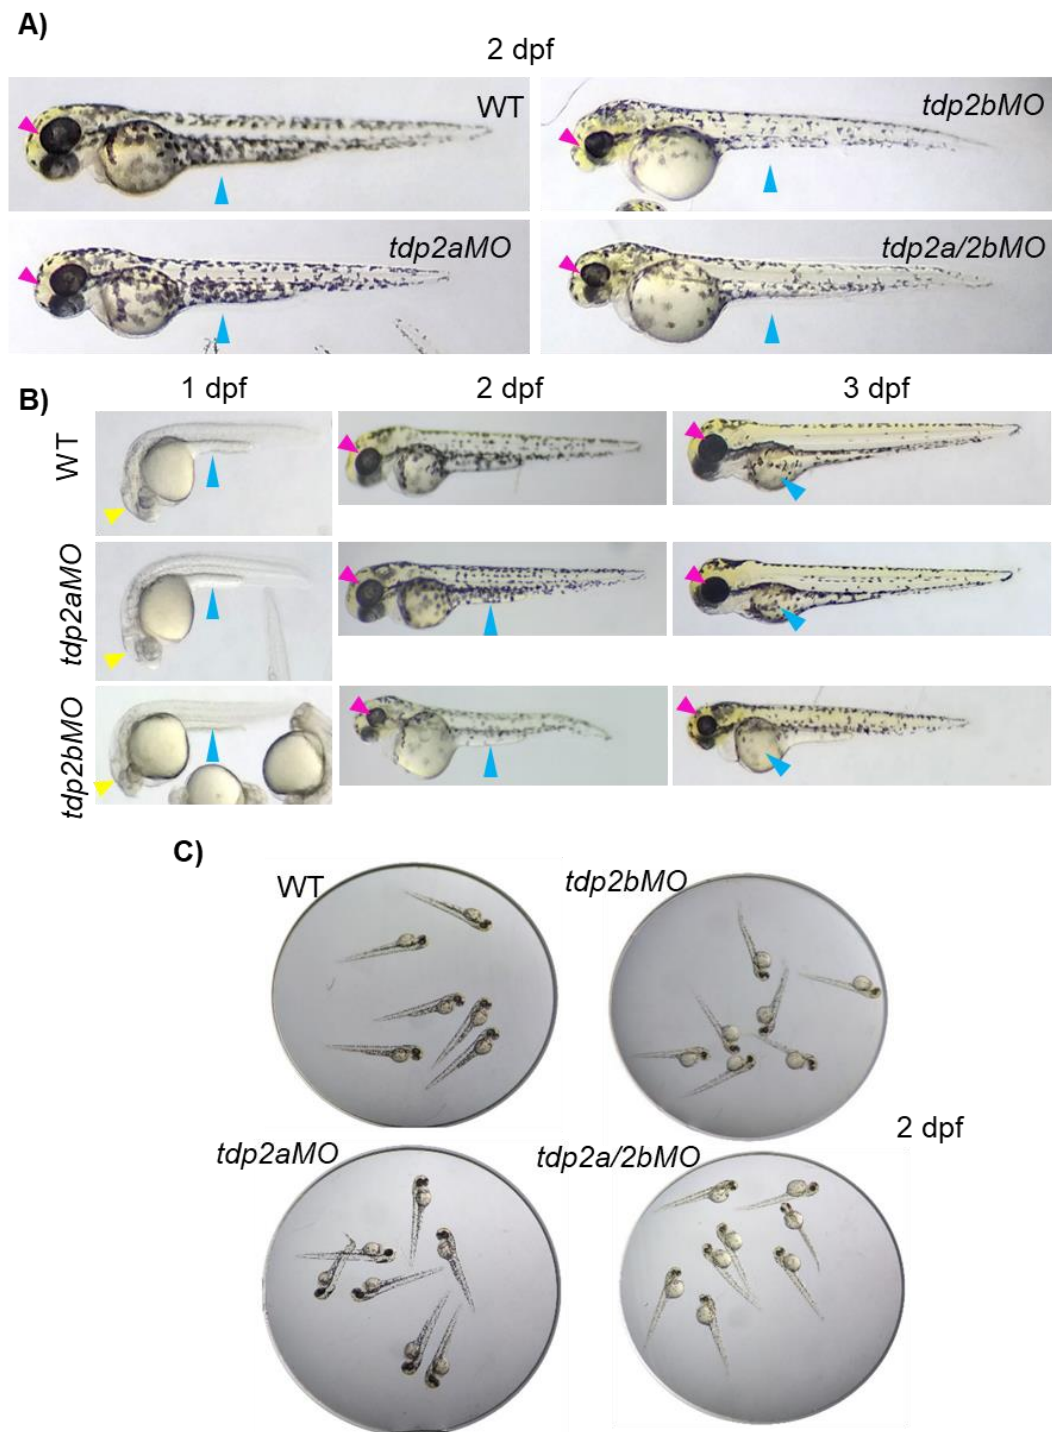 A)
2 dpf
WT
tdp2bMO
tdp2aMO
tdp2a/2bMO
B)
1 dpf
2 dpf
3 dpf
WT
tdp2aMO
tdp2bMO
C)
WT
tdp2bMO
2 dpf
tdp2aMO
tdp2a/2bMO